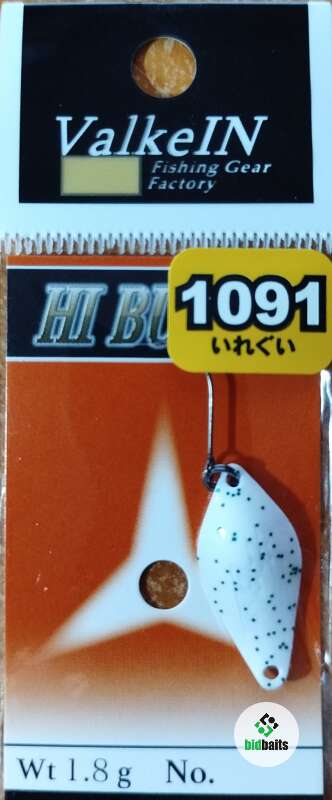 ValkeIN
Fishing Gear
Factory
HI BU
1091
いれぐい
bidbaits
Wt 1.8g No.